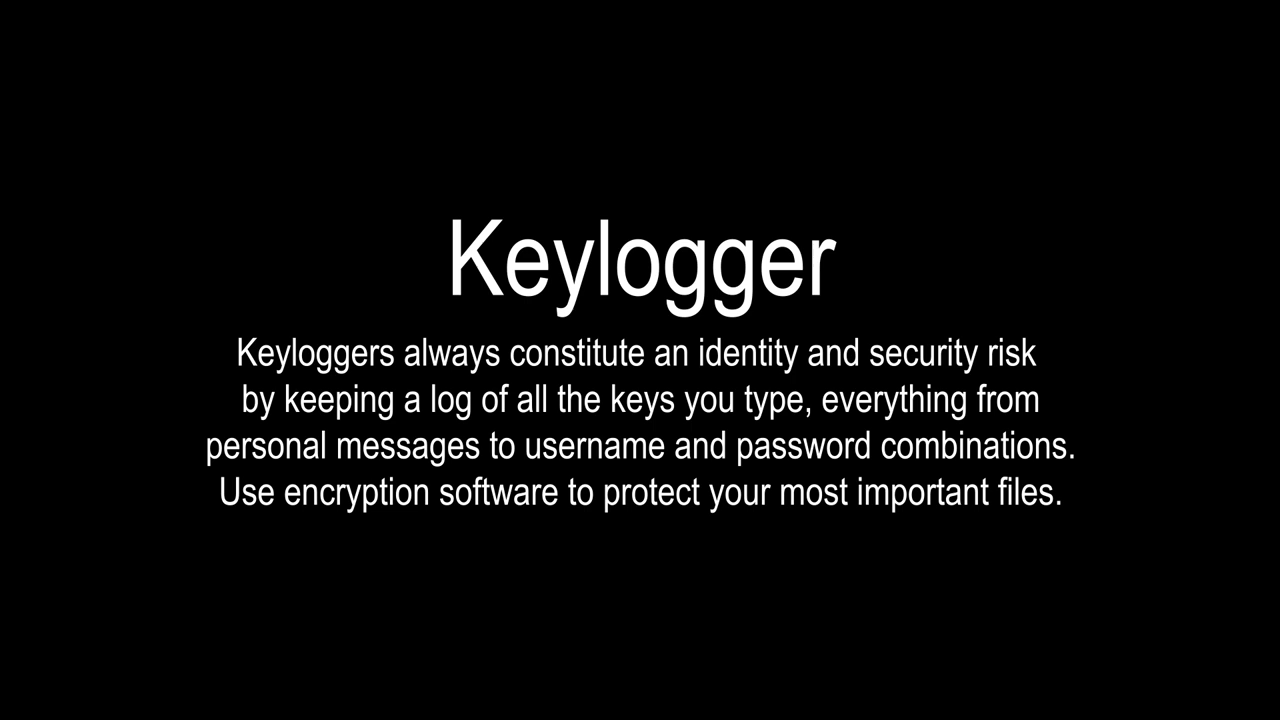 Keylogger
Keyloggers always constitute an identity and security risk
by keeping a log of all the keys you type, everything from
personal messages to username and password combinations.
Use encryption software to protect your most important files.